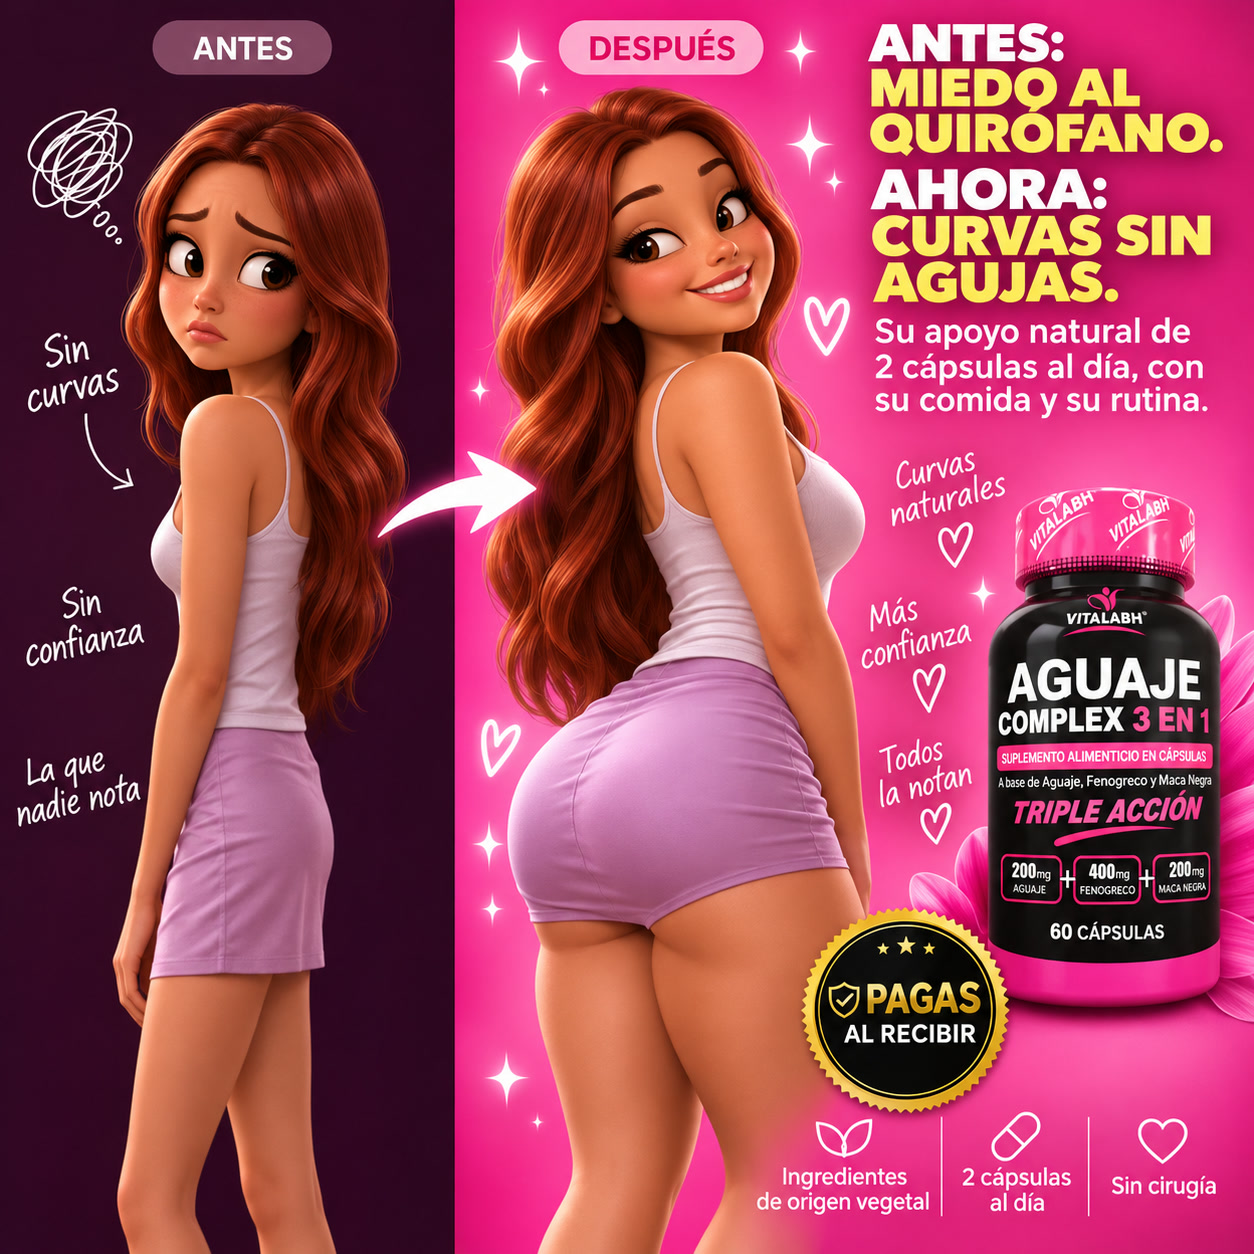 ANTES
DESPUÉS
ANTES:
MIEDO AL
QUIRÓFANO.
AHORA:
CURVAS SIN
AGUJAS.
Su apoyo natural de
2 cápsulas al día, con
su comida y su rutina.
Sin
curvas
Sin
confianza
La que
nadie nota
Curvas
naturales
Más
confianza
Todos
la notan
VITALABH
VITALABH
VITALABH®
AGUAJE
COMPLEX 3 EN 1
SUPLEMENTO ALIMENTICIO EN CÁPSULAS
A base de Aguaje, Fenogreco y Maca Negra
TRIPLE ACCIÓN
200mg AGUAJE + 400mg FENOGRECO + 200mg MACA NEGRA
60 CÁPSULAS
PAGAS
AL RECIBIR
Ingredientes
de origen vegetal
2 cápsulas
al día
Sin cirugía